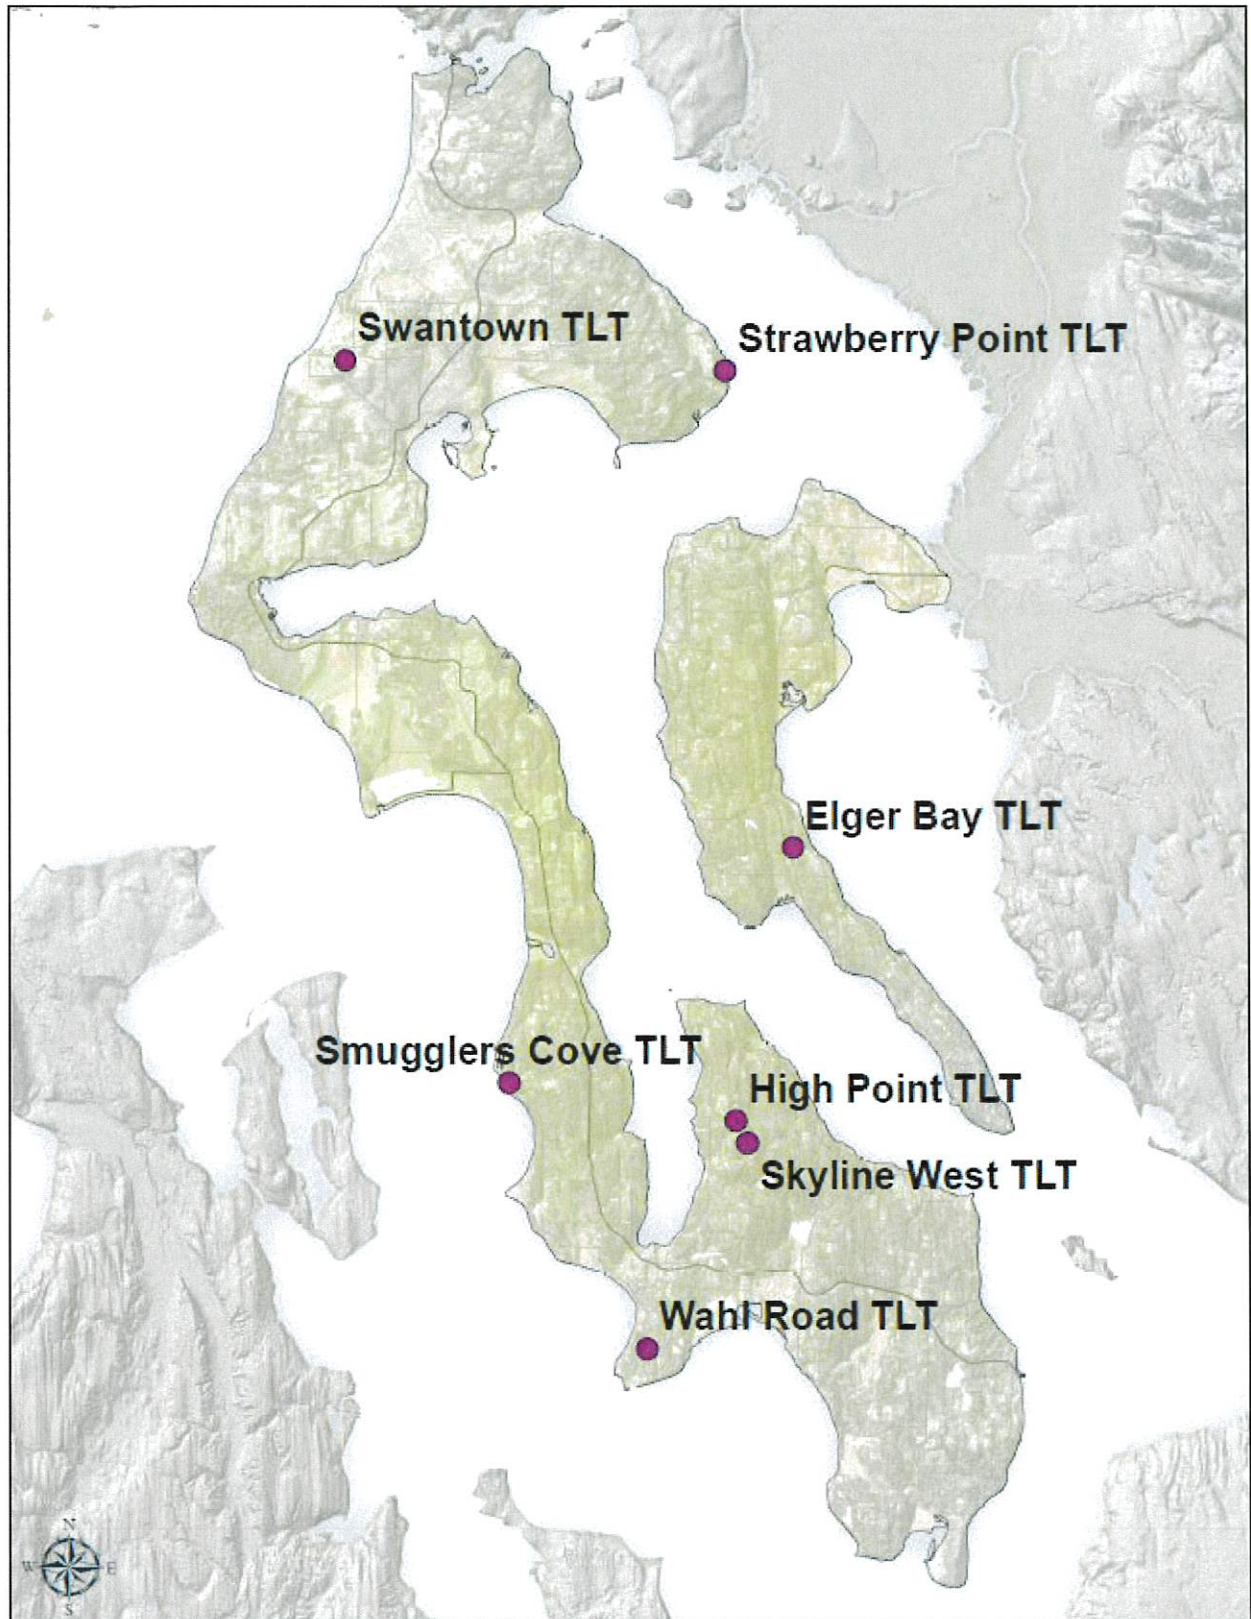 Swantown TLT
Strawberry Point TLT
Elger Bay TLT
Smugglers Cove TLT
High Point TLT
Skyline West TLT
Wahl Road TLT
N
W E
S